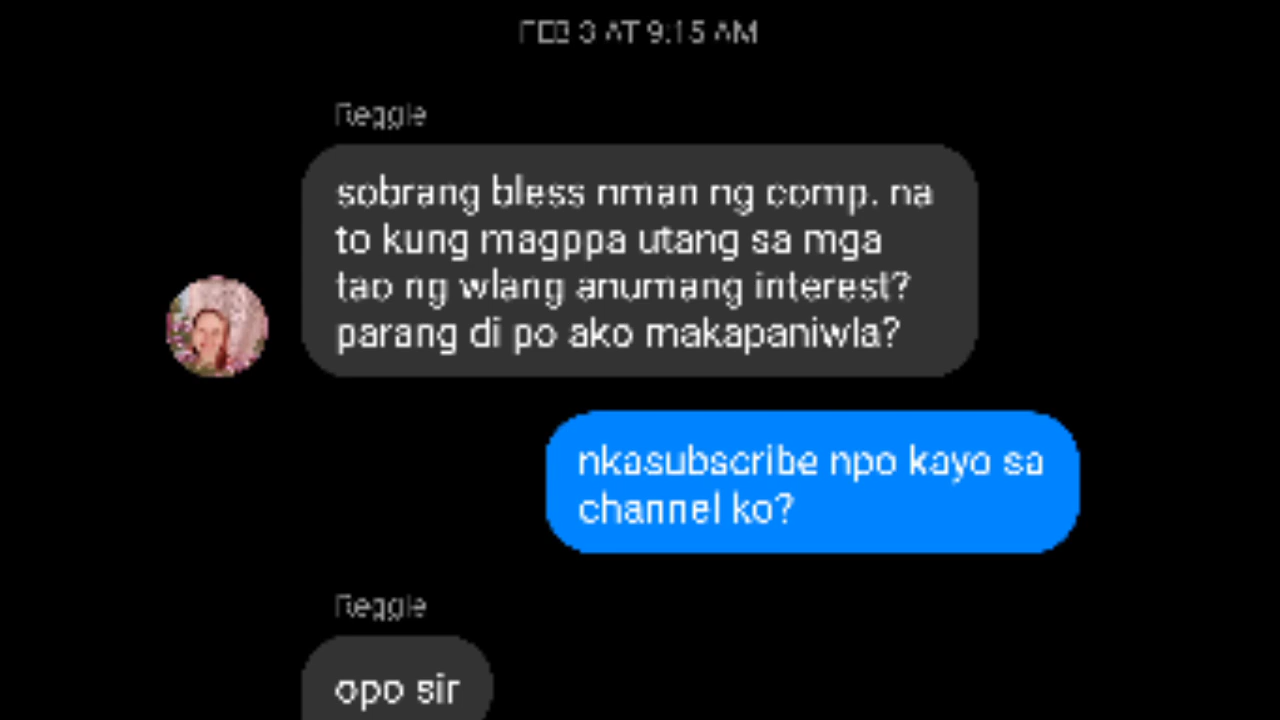 FEB 3 AT 9:15 AM
Reggie
sobrang bless nman ng comp. na
to kung magppa utang sa mga
tao ng wlang anumang interest?
parang di po ako makapaniwla?
nkasubscribe npo kayo sa
channel ko?
Reggie
opo sir